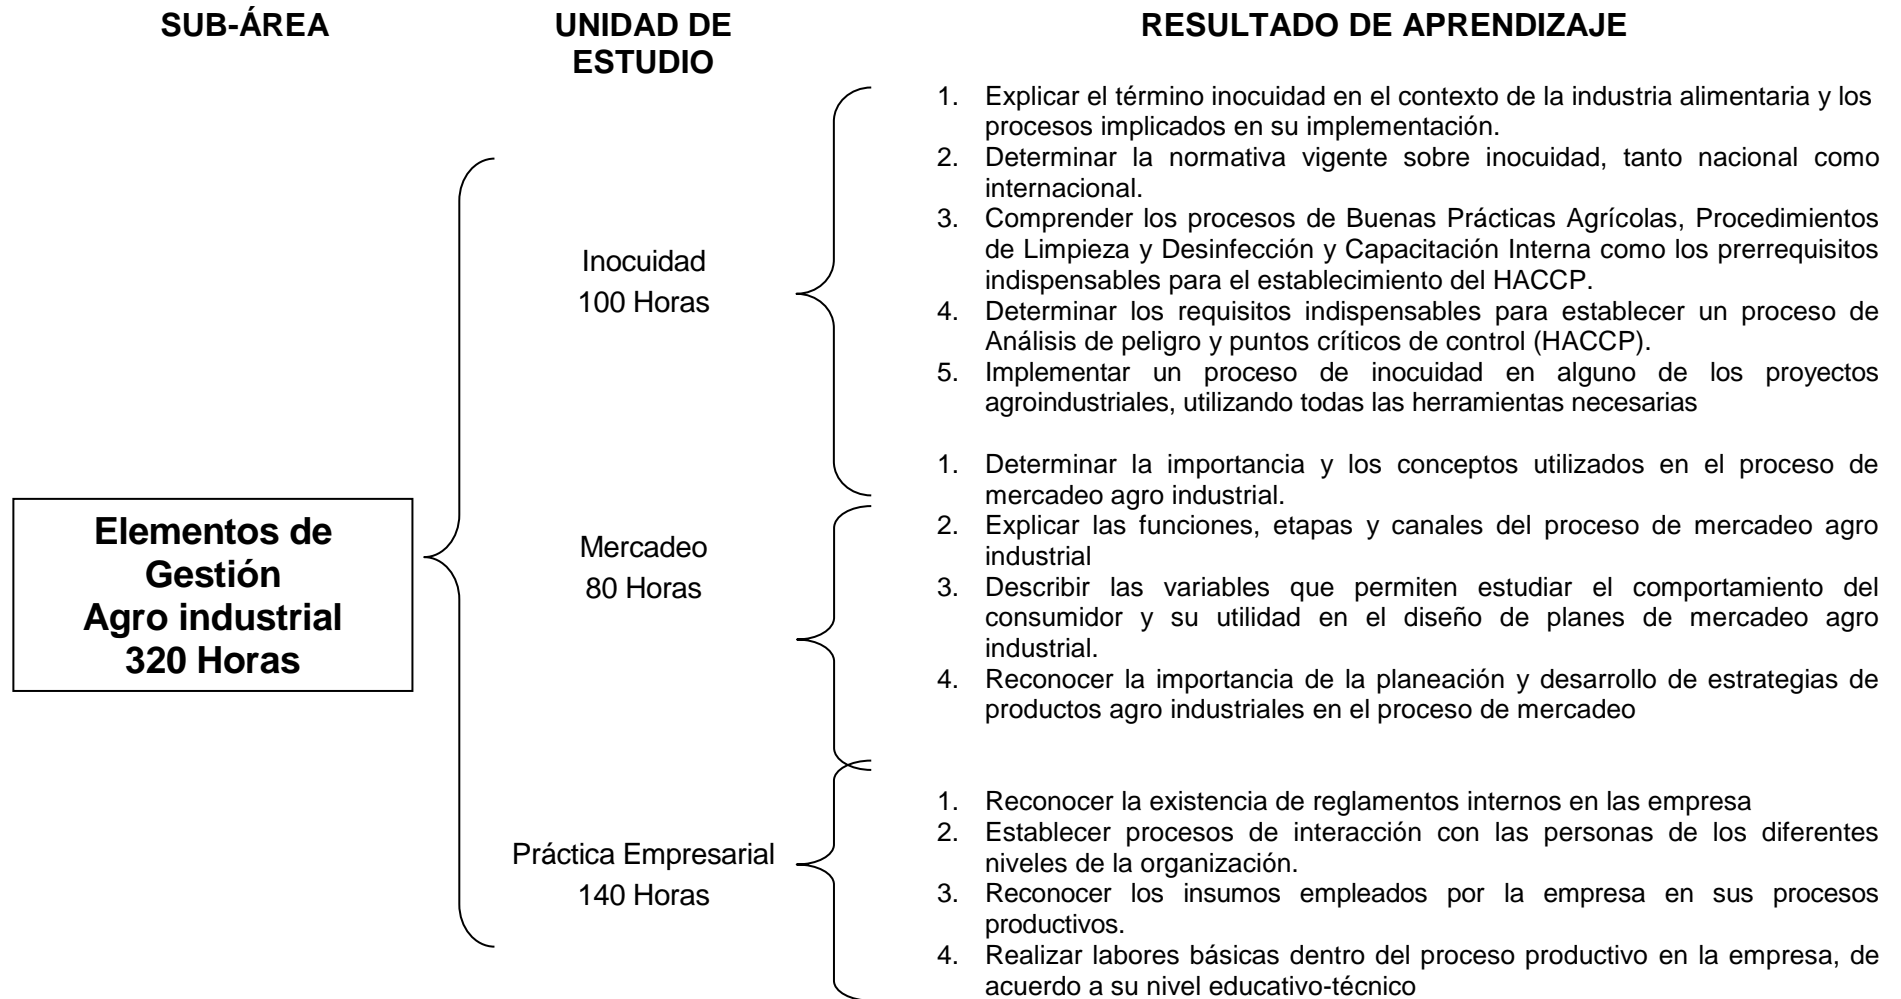 SUB-ÁREA
UNIDAD DE
ESTUDIO
RESULTADO DE APRENDIZAJE
Elementos de
Gestión
Agro industrial
320 Horas
Inocuidad
100 Horas
1. Explicar el término inocuidad en el contexto de la industria alimentaria y los
procesos implicados en su implementación.
2. Determinar la normativa vigente sobre inocuidad, tanto nacional como
internacional.
3. Comprender los procesos de Buenas Prácticas Agrícolas, Procedimientos
de Limpieza y Desinfección y Capacitación Interna como los prerrequisitos
indispensables para el establecimiento del HACCP.
4. Determinar los requisitos indispensables para establecer un proceso de
Análisis de peligro y puntos críticos de control (HACCP).
5. Implementar un proceso de inocuidad en alguno de los proyectos
agroindustriales, utilizando todas las herramientas necesarias
Mercadeo
80 Horas
1. Determinar la importancia y los conceptos utilizados en el proceso de
mercadeo agro industrial.
2. Explicar las funciones, etapas y canales del proceso de mercadeo agro
industrial
3. Describir las variables que permiten estudiar el comportamiento del
consumidor y su utilidad en el diseño de planes de mercadeo agro
industrial.
4. Reconocer la importancia de la planeación y desarrollo de estrategias de
productos agro industriales en el proceso de mercadeo
Práctica Empresarial
140 Horas
1. Reconocer la existencia de reglamentos internos en las empresa
2. Establecer procesos de interacción con las personas de los diferentes
niveles de la organización.
3. Reconocer los insumos empleados por la empresa en sus procesos
productivos.
4. Realizar labores básicas dentro del proceso productivo en la empresa, de
acuerdo a su nivel educativo-técnico